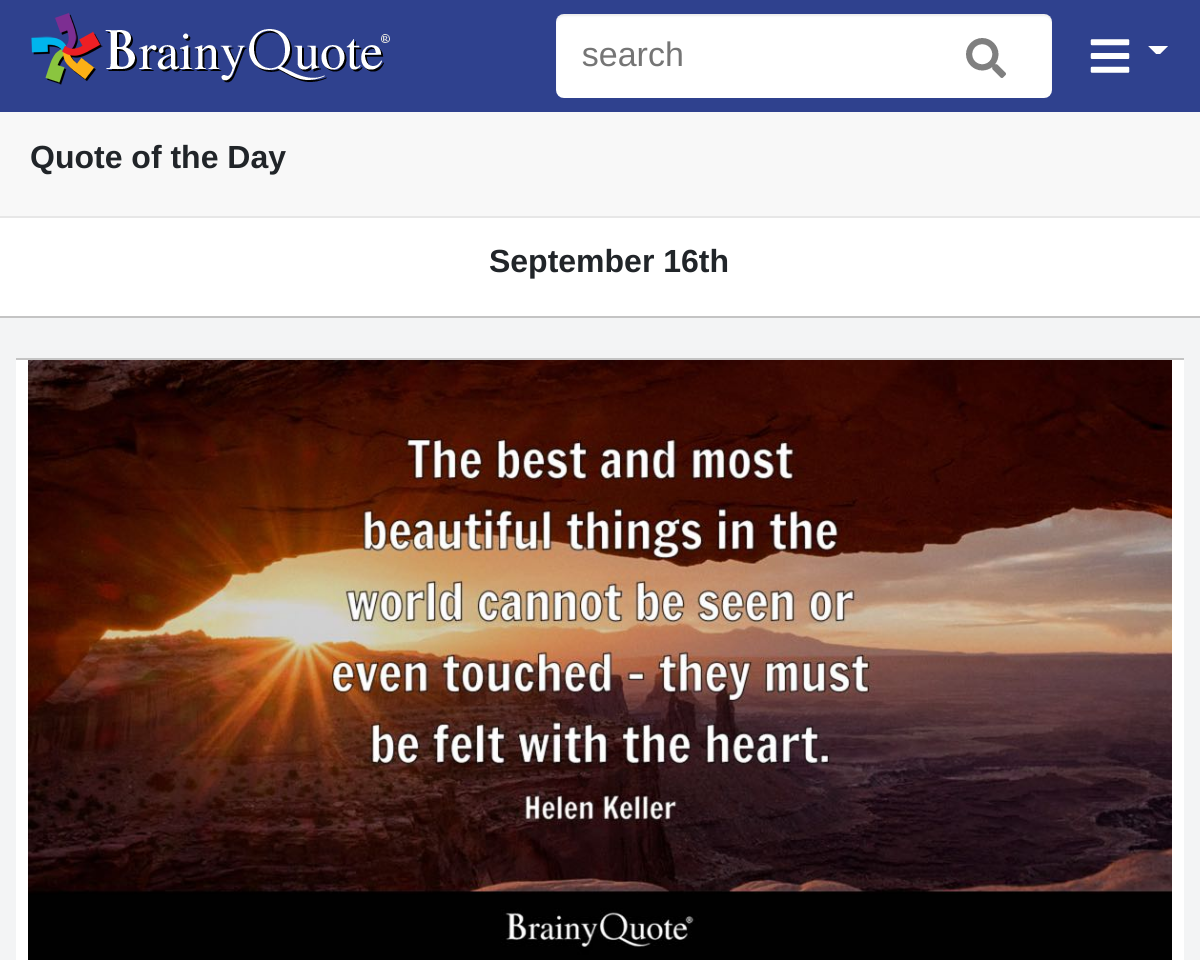 BrainyQuote®
search
Quote of the Day
September 16th
The best and most
beautiful things in the
world cannot be seen or
even touched - they must
be felt with the heart.
Helen Keller
BrainyQuote®